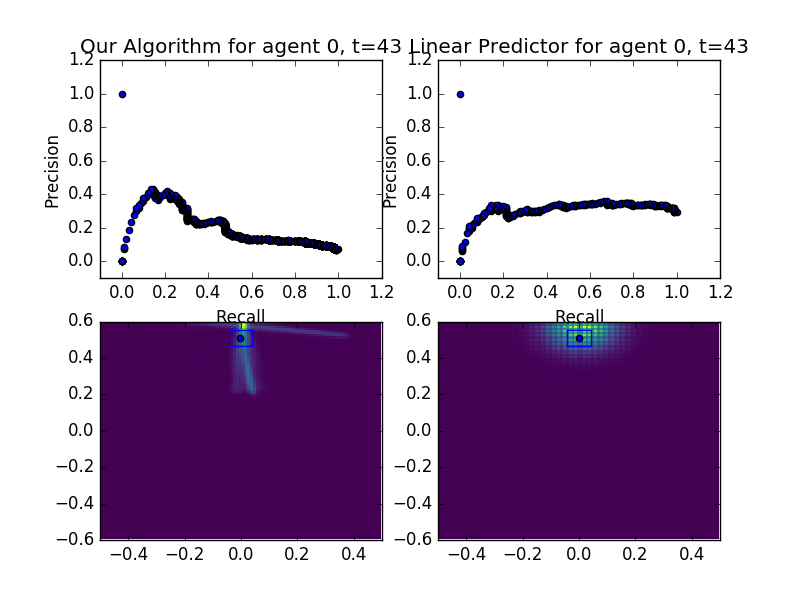 Our Algorithm for agent 0, t=43
Linear Predictor for agent 0, t=43
1.2
1.0
0.8
0.6
0.4
0.2
0.0
Precision
0.0 0.2 0.4 0.6 0.8 1.0 1.2
Recall
1.2
1.0
0.8
0.6
0.4
0.2
0.0
Precision
0.0 0.2 0.4 0.6 0.8 1.0 1.2
Recall
0.6
0.4
0.2
0.0
−0.2
−0.4
−0.6
−0.4 −0.2 0.0 0.2 0.4
0.6
0.4
0.2
0.0
−0.2
−0.4
−0.6
−0.4 −0.2 0.0 0.2 0.4